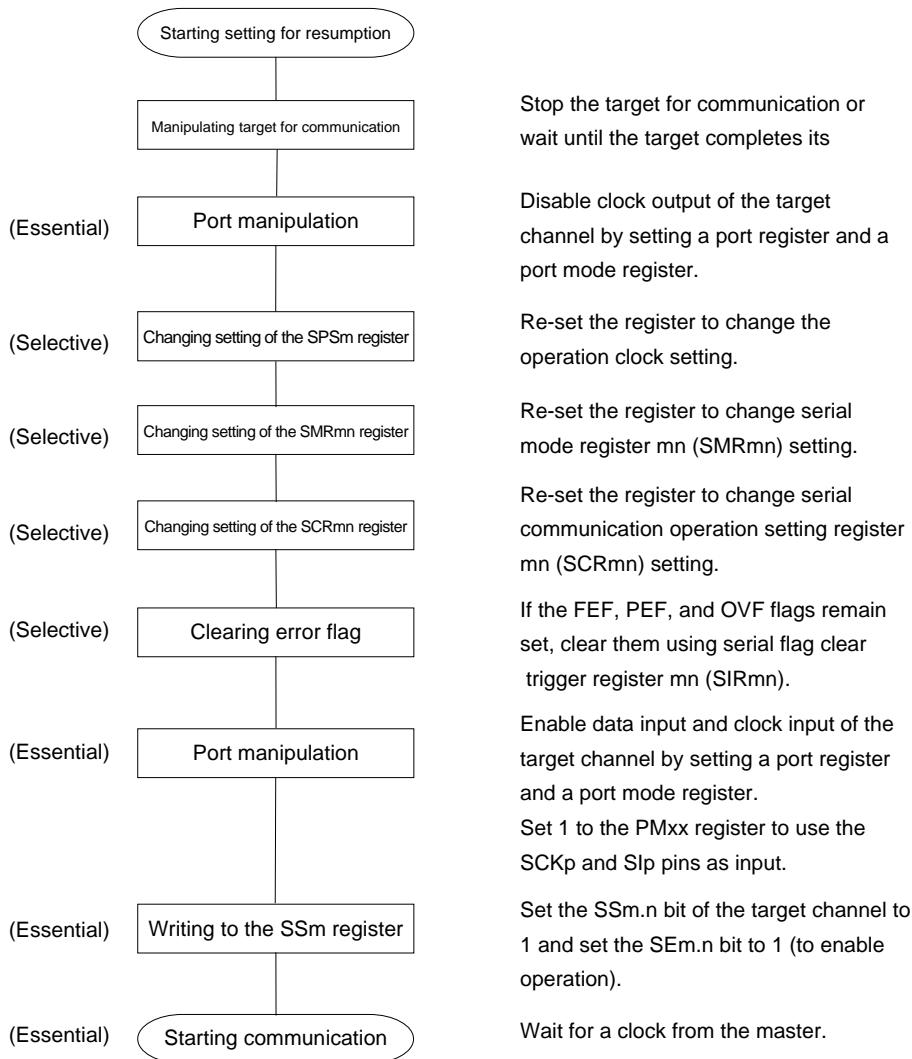 Starting setting for resumption
Manipulating target for communication
Stop the target for communication or
wait until the target completes its
(Essential)
Port manipulation
Disable clock output of the target
channel by setting a port register and a
port mode register.
(Selective)
Changing setting of the SPSm register
Re-set the register to change the
operation clock setting.
(Selective)
Changing setting of the SMRmn register
Re-set the register to change serial
mode register mn (SMRmn) setting.
(Selective)
Changing setting of the SCRmn register
Re-set the register to change serial
communication operation setting register
mn (SCRmn) setting.
(Selective)
Clearing error flag
If the FEF, PEF, and OVF flags remain
set, clear them using serial flag clear
trigger register mn (SIRmn).
(Essential)
Port manipulation
Enable data input and clock input of the
target channel by setting a port register
and a port mode register.
Set 1 to the PMxx register to use the
SCKp and SIp pins as input.
(Essential)
Writing to the SSm register
Set the SSm.n bit of the target channel to
1 and set the SEm.n bit to 1 (to enable
operation).
(Essential)
Starting communication
Wait for a clock from the master.